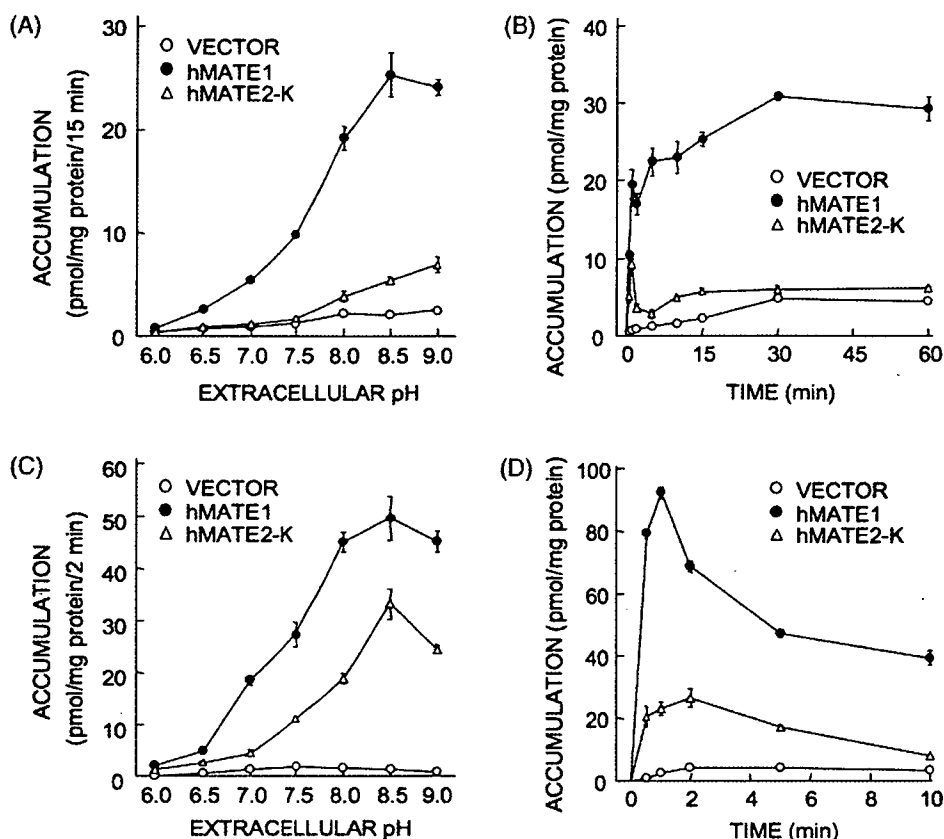 (A)
ACCUMULATION
(pmol/mg protein/15 min)
30
20
10
0
VECTOR
hMATE1
hMATE2-K
6.0 6.5 7.0 7.5 8.0 8.5 9.0
EXTRACELLULAR pH
(B)
ACCUMULATION (pmol/mg protein)
40
30
20
10
0
VECTOR
hMATE1
hMATE2-K
0 15 30 45 60
TIME (min)
(C)
ACCUMULATION
(pmol/mg protein/2 min)
60
50
40
30
20
10
0
VECTOR
hMATE1
hMATE2-K
6.0 6.5 7.0 7.5 8.0 8.5 9.0
EXTRACELLULAR pH
(D)
ACCUMULATION (pmol/mg protein)
100
80
60
40
20
0
VECTOR
hMATE1
hMATE2-K
0 2 4 6 8 10
TIME (min)